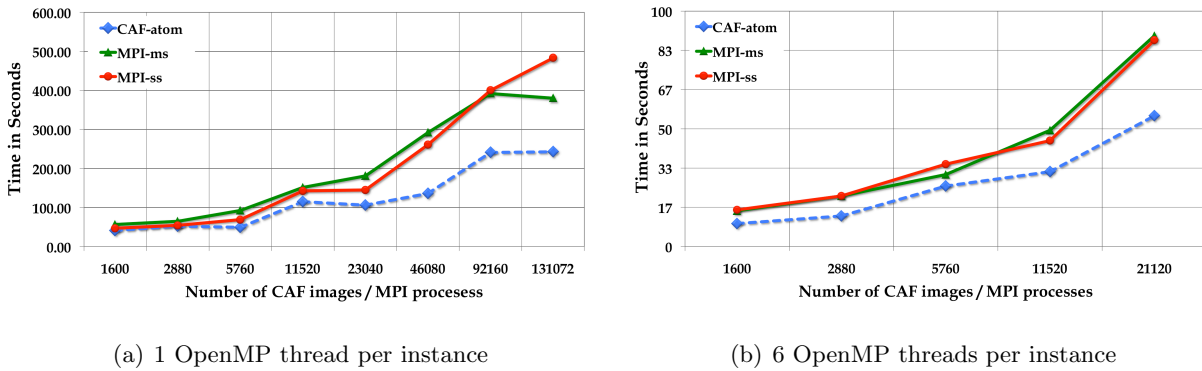 600.00
500.00
400.00
300.00
200.00
100.00
0.00
Time in Seconds
CAF-atom
MPI-ms
MPI-ss
1600 2880 5760 11520 23040 46080 92160 131072
Number of CAF images / MPI procesess
(a) 1 OpenMP thread per instance
100
83
67
50
33
17
0
Time in Seconds
CAF-atom
MPI-ms
MPI-ss
1600 2880 5760 11520 21120
Number of CAF images / MPI processes
(b) 6 OpenMP threads per instance